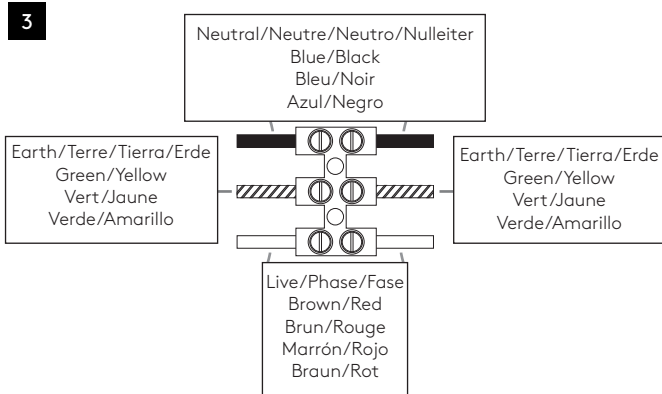 3
Neutral/Neutre/Neutro/Nulleiter
Blue/Black
Bleu/Noir
Azul/Negro
Earth/Terre/Tierra/Erde
Green/Yellow
Vert/Jaune
Verde/Amarillo
Earth/Terre/Tierra/Erde
Green/Yellow
Vert/Jaune
Verde/Amarillo
Live/Phase/Fase
Brown/Red
Brun/Rouge
Marrón/Rojo
Braun/Rot